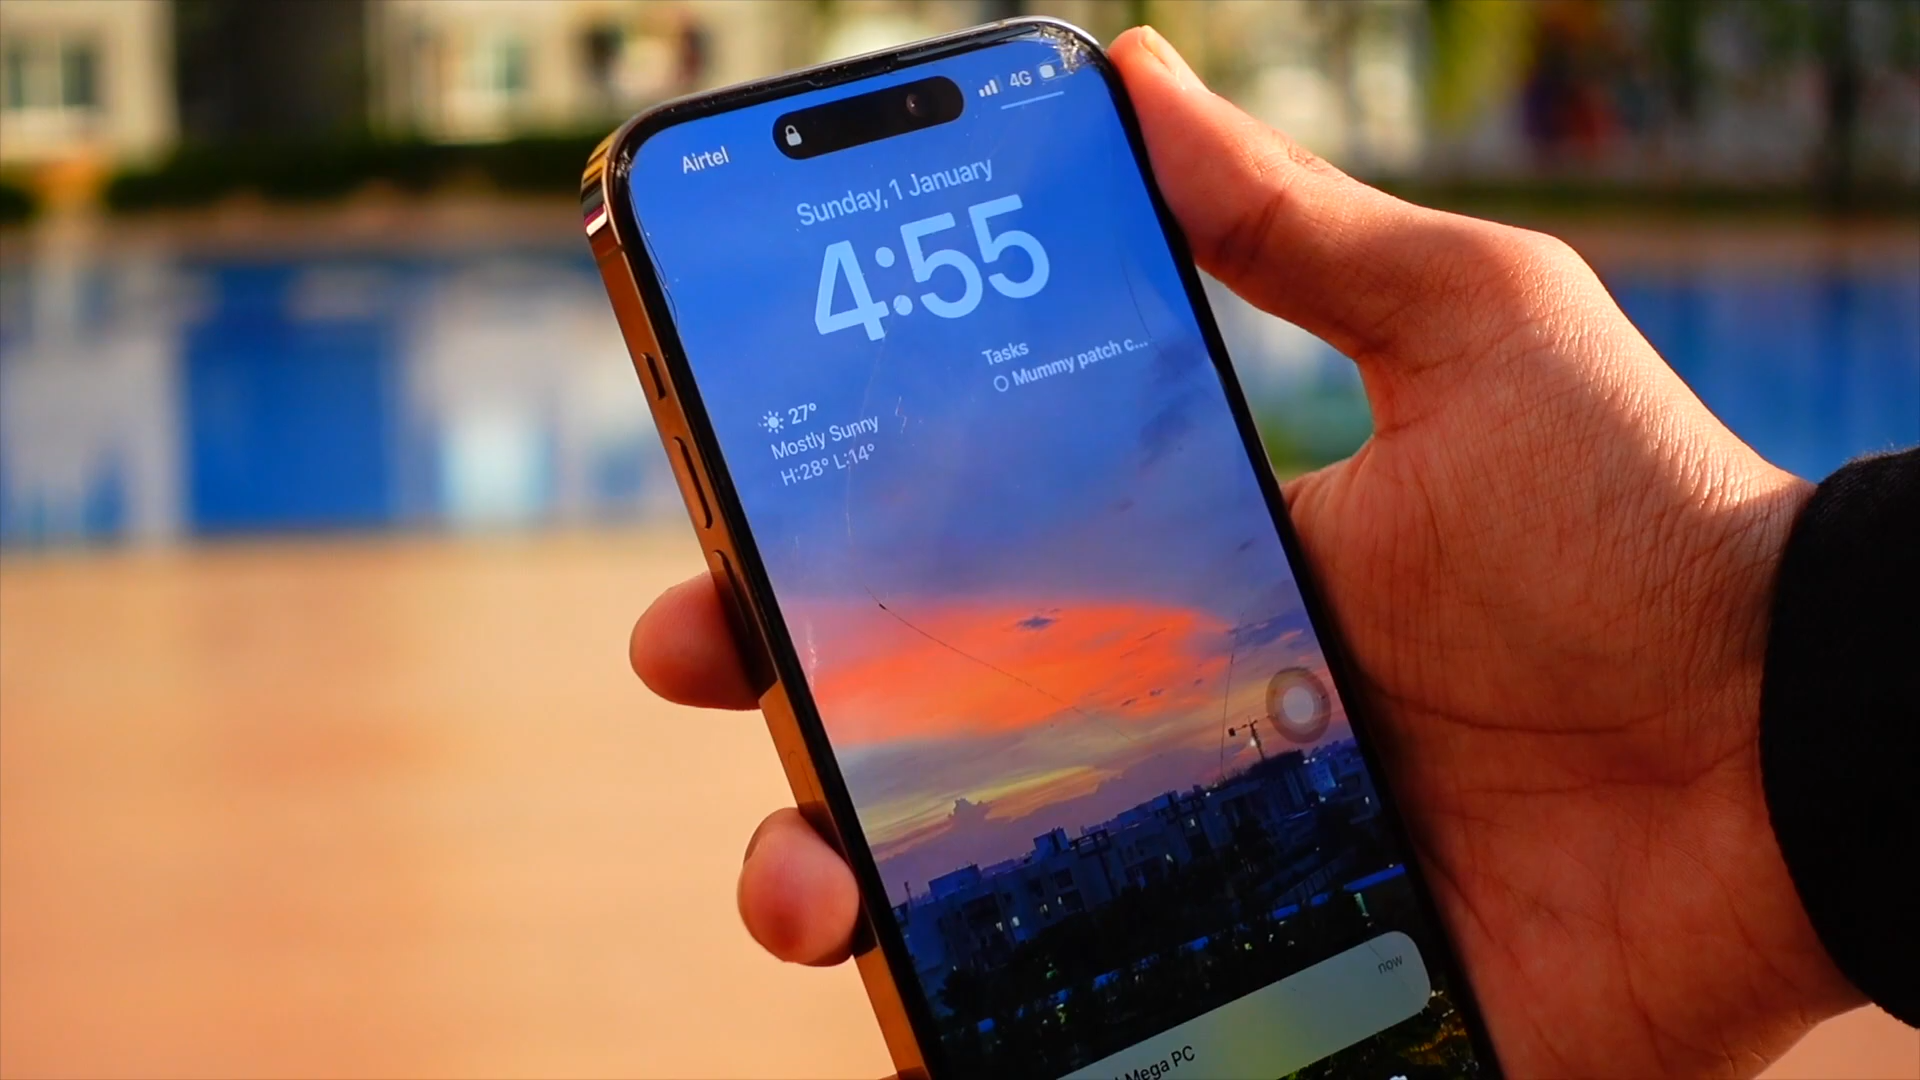 Airtel
4G
Sunday, 1 January
4:55
Tasks
Mummy patch c...
27°
Mostly Sunny
H:28° L:14°
now
Mega PC